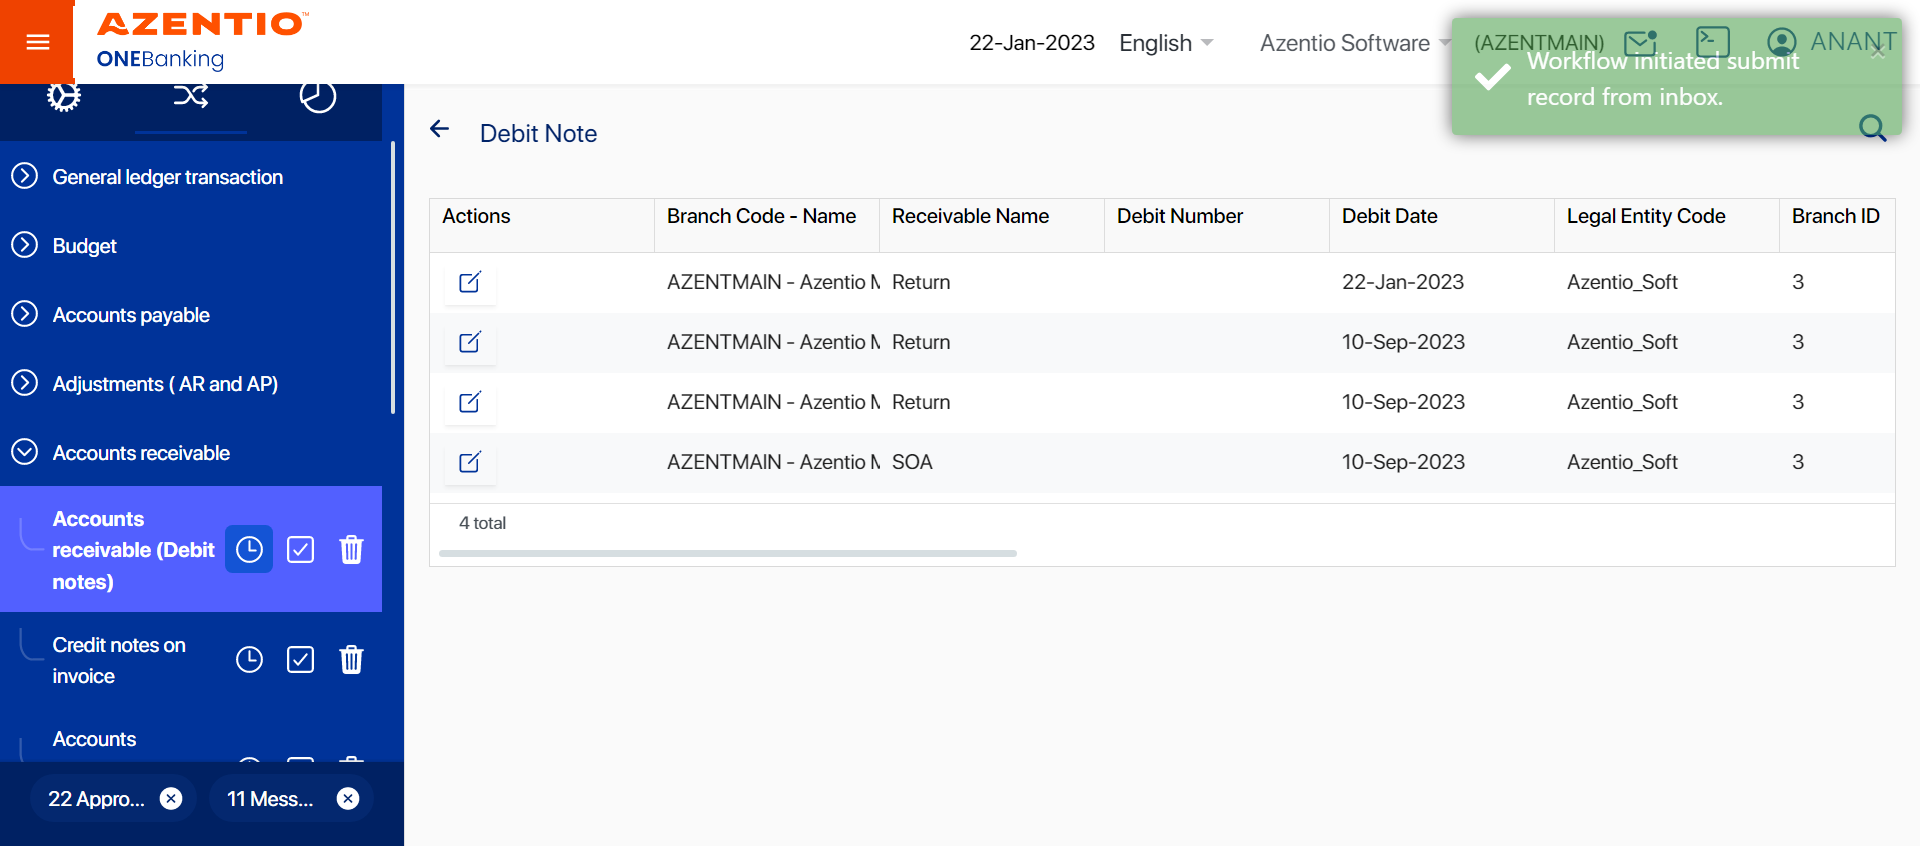 AZENTIO™
ONEBanking
22-Jan-2023 English Azentio Software (AZENTMAIN) ANANT
Workflow initiated submit
record from inbox.
General ledger transaction
Budget
Accounts payable
Adjustments ( AR and AP)
Accounts receivable
Accounts
receivable (Debit
notes)
Credit notes on
invoice
Accounts
22 Appro...
11 Mess...
Debit Note
Actions Branch Code - Name Receivable Name Debit Number Debit Date Legal Entity Code Branch ID
AZENTMAIN - Azentio M Return 22-Jan-2023 Azentio_Soft 3
AZENTMAIN - Azentio M Return 10-Sep-2023 Azentio_Soft 3
AZENTMAIN - Azentio M Return 10-Sep-2023 Azentio_Soft 3
AZENTMAIN - Azentio M SOA 10-Sep-2023 Azentio_Soft 3
4 total